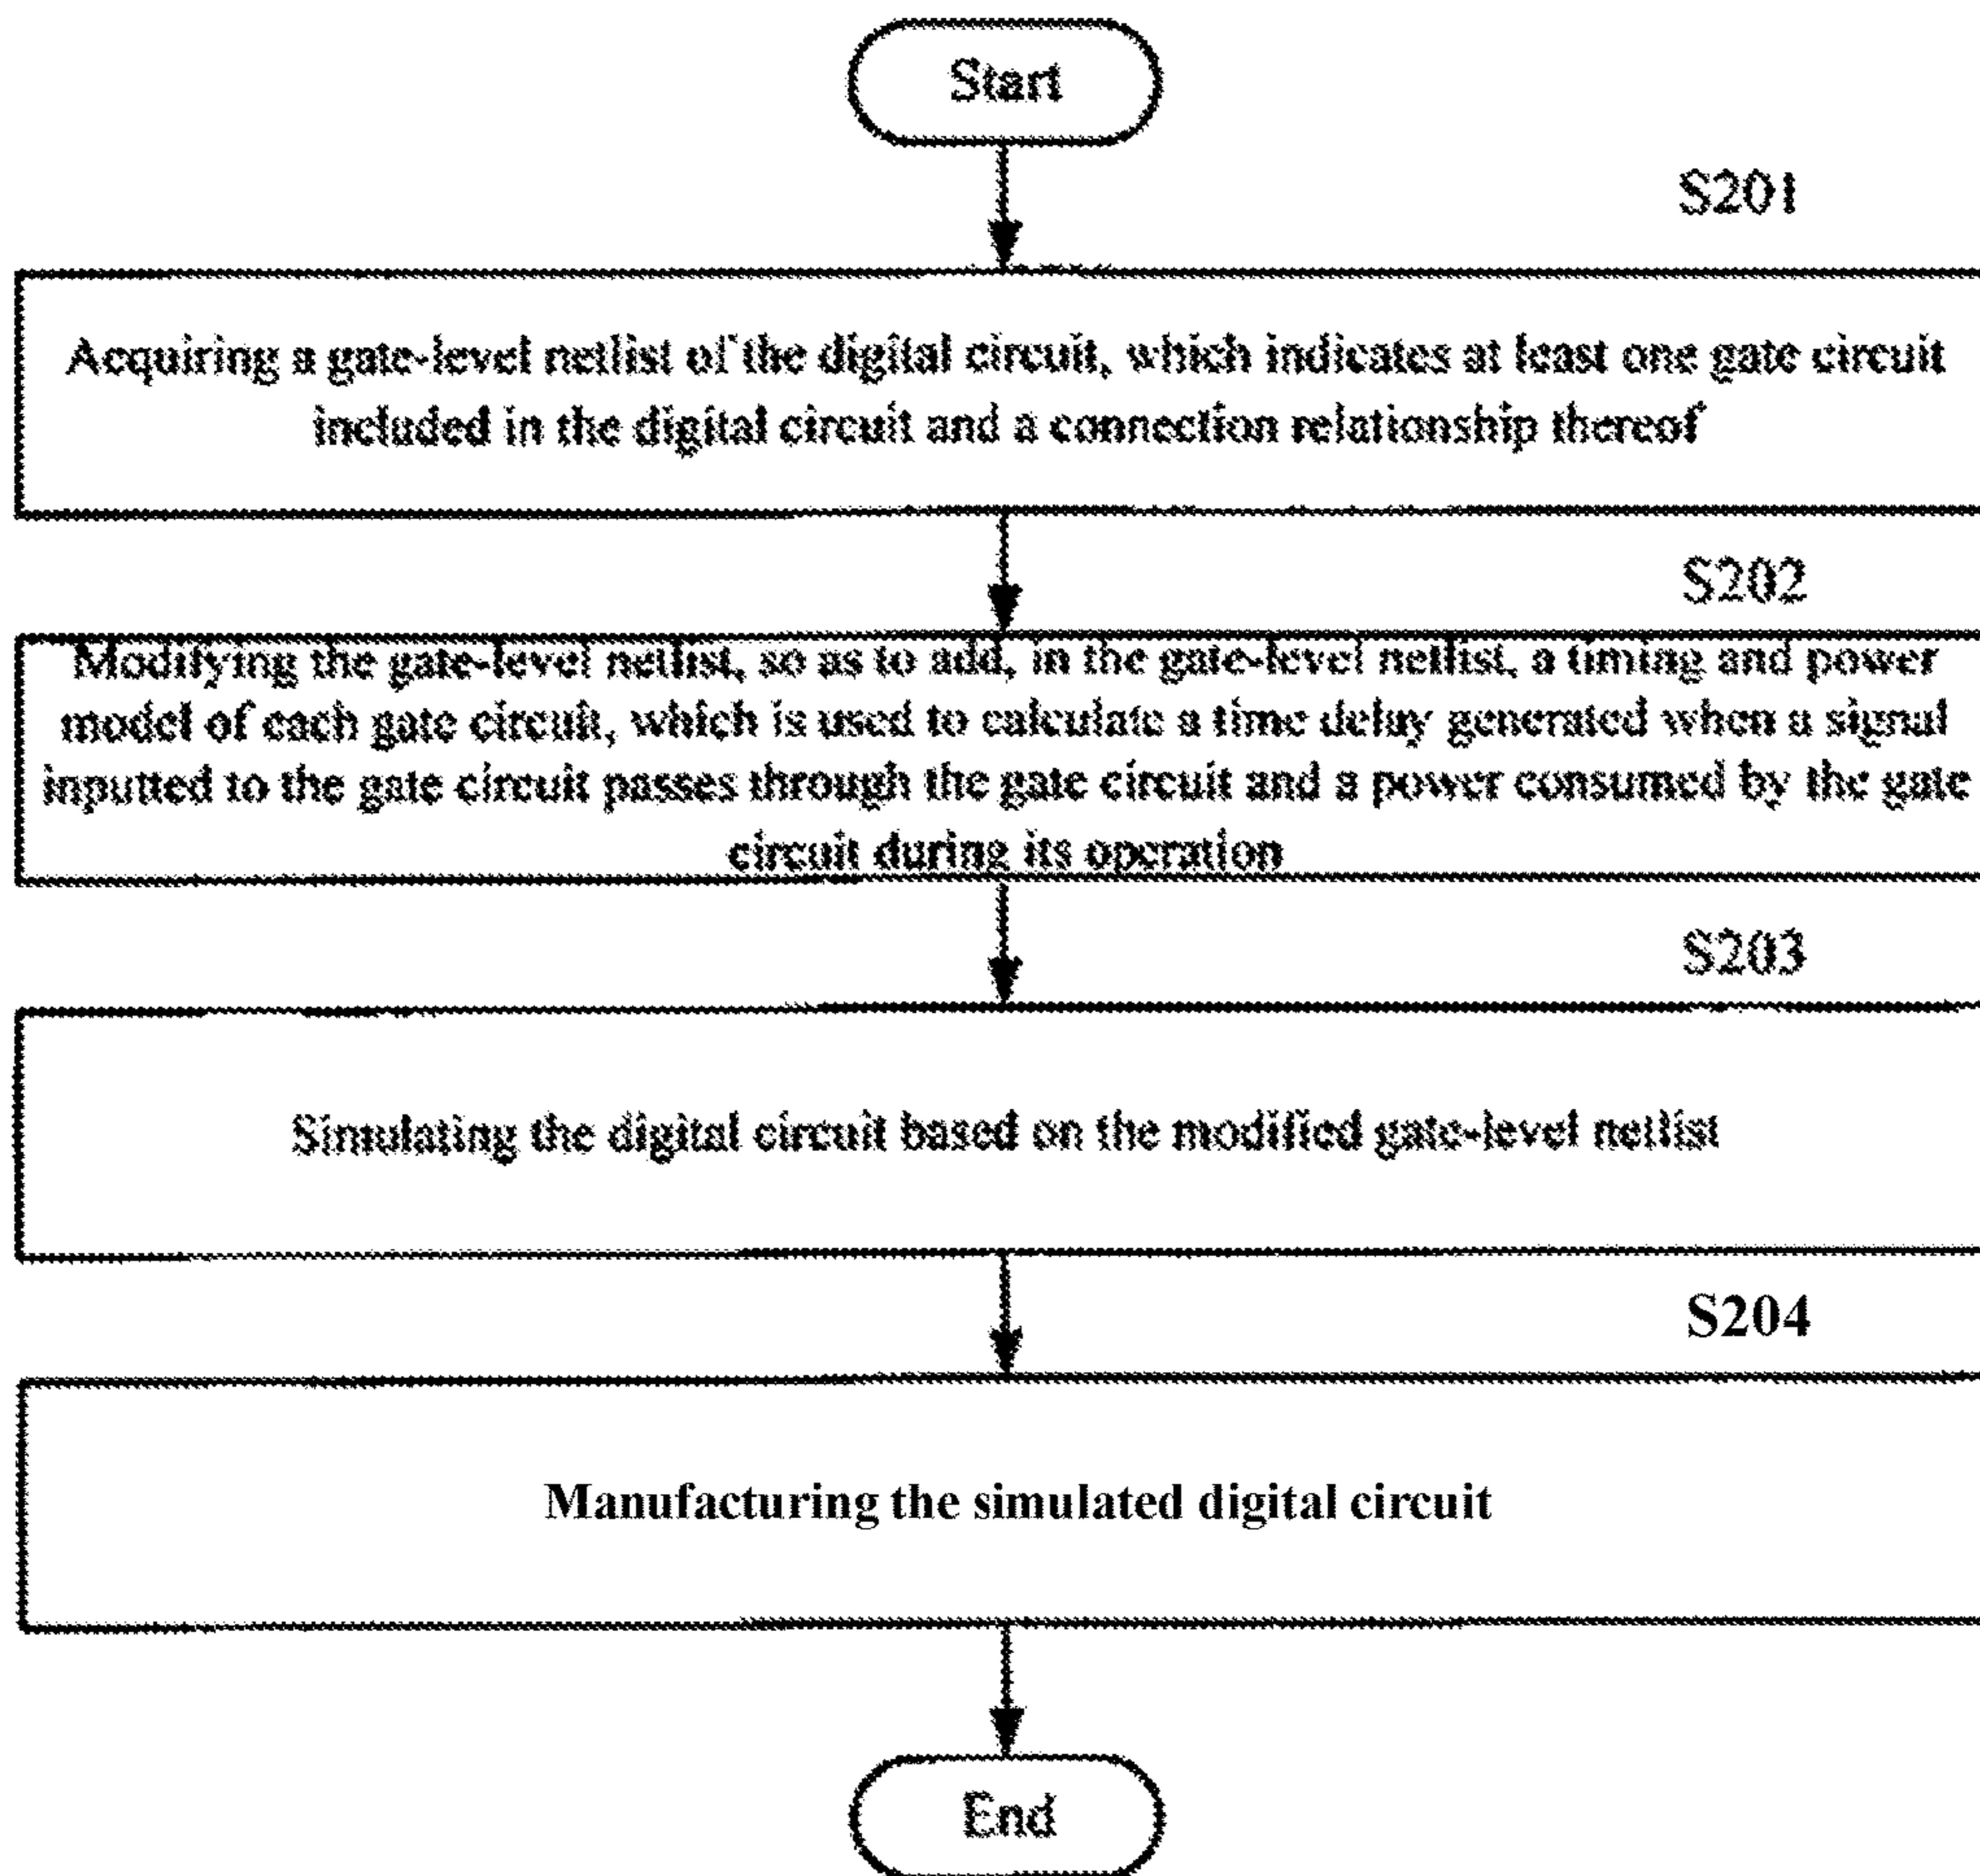 Start
S201
Acquiring a gate-level netlist of the digital circuit, which indicates at least one gate circuit
included in the digital circuit and a connection relationship thereof
S202
Modifying the gate-level netlist, so as to add, in the gate-level netlist, a timing and power
model of each gate circuit, which is used to calculate a time delay generated when a signal
inputted to the gate circuit passes through the gate circuit and a power consumed by the gate
circuit during its operation
S203
Simulating the digital circuit based on the modified gate-level netlist
S204
Manufacturing the simulated digital circuit
End